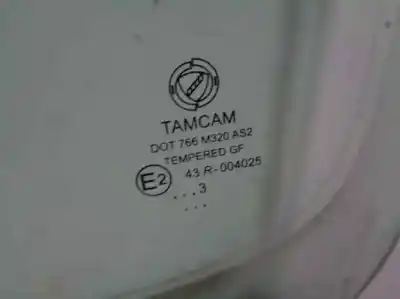 TAMCAM
DOT 766 M320 AS2
TEMPERED GF
E2 43 R-004025
...3
...